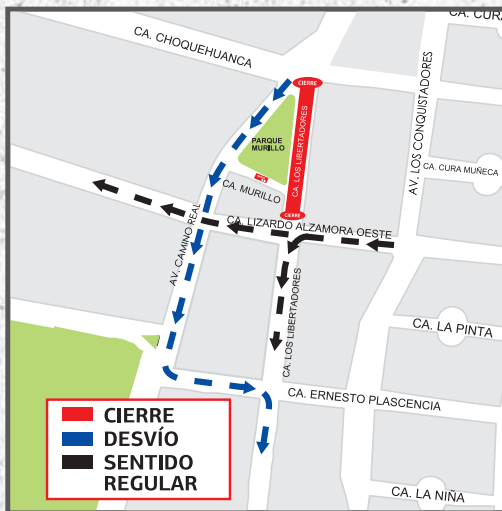 CA. CURA
CA. CHOQUEHUANCA
CIERRE
CA. LOS LIBERTADORES
AV. LOS CONQUISTADORES
PARQUE
MURILLO
CA. CURA MUÑECA
CA. MURILLO
CIERRE
CA. LIZARDO ALZAMORA OESTE
AV. CAMINO REAL
CA. LOS LIBERTADORES
CA. LA PINTA
CA. ERNESTO PLASCENCIA
CIERRE
DESVÍO
SENTIDO
REGULAR
CA. LA NIÑA